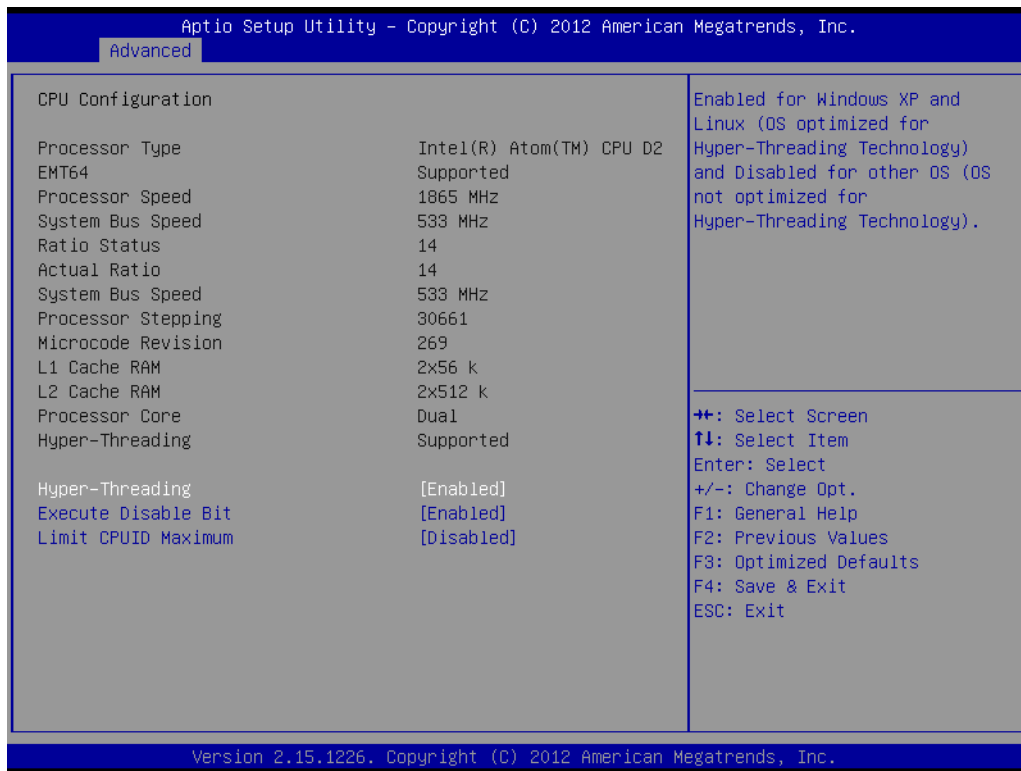 Aptio Setup Utility – Copyright (C) 2012 American Megatrends, Inc.
Advanced
CPU Configuration
Processor Type Intel(R) Atom(TM) CPU D2
EMT64 Supported
Processor Speed 1865 MHz
System Bus Speed 533 MHz
Ratio Status 14
Actual Ratio 14
System Bus Speed 533 MHz
Processor Stepping 30661
Microcode Revision 269
L1 Cache RAM 2x56 k
L2 Cache RAM 2x512 k
Processor Core Dual
Hyper-Threading Supported
Hyper-Threading [Enabled]
Execute Disable Bit [Enabled]
Limit CPUID Maximum [Disabled]
Enabled for Windows XP and
Linux (OS optimized for
Hyper-Threading Technology)
and Disabled for other OS (OS
not optimized for
Hyper-Threading Technology).
→←: Select Screen
↑↓: Select Item
Enter: Select
+/-: Change Opt.
F1: General Help
F2: Previous Values
F3: Optimized Defaults
F4: Save & Exit
ESC: Exit
Version 2.15.1226. Copyright (C) 2012 American Megatrends, Inc.